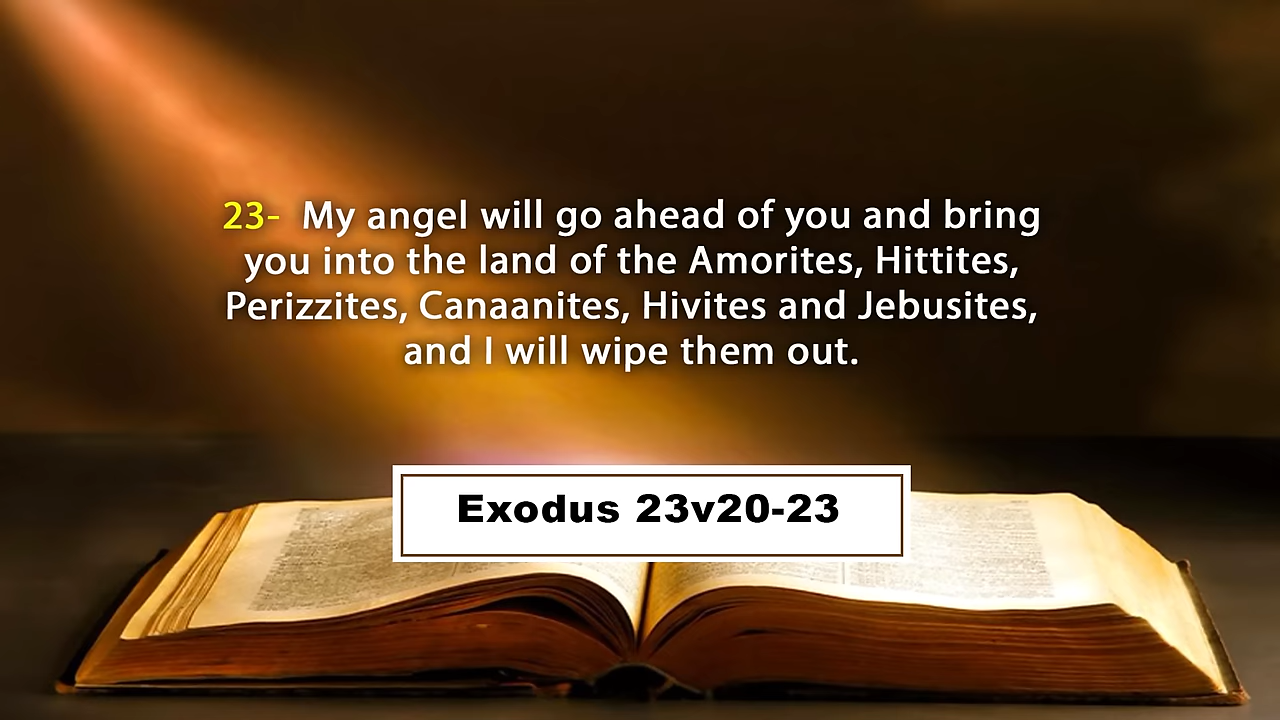 23- My angel will go ahead of you and bring
you into the land of the Amorites, Hittites,
Perizzites, Canaanites, Hivites and Jebusites,
and I will wipe them out.
Exodus 23v20-23